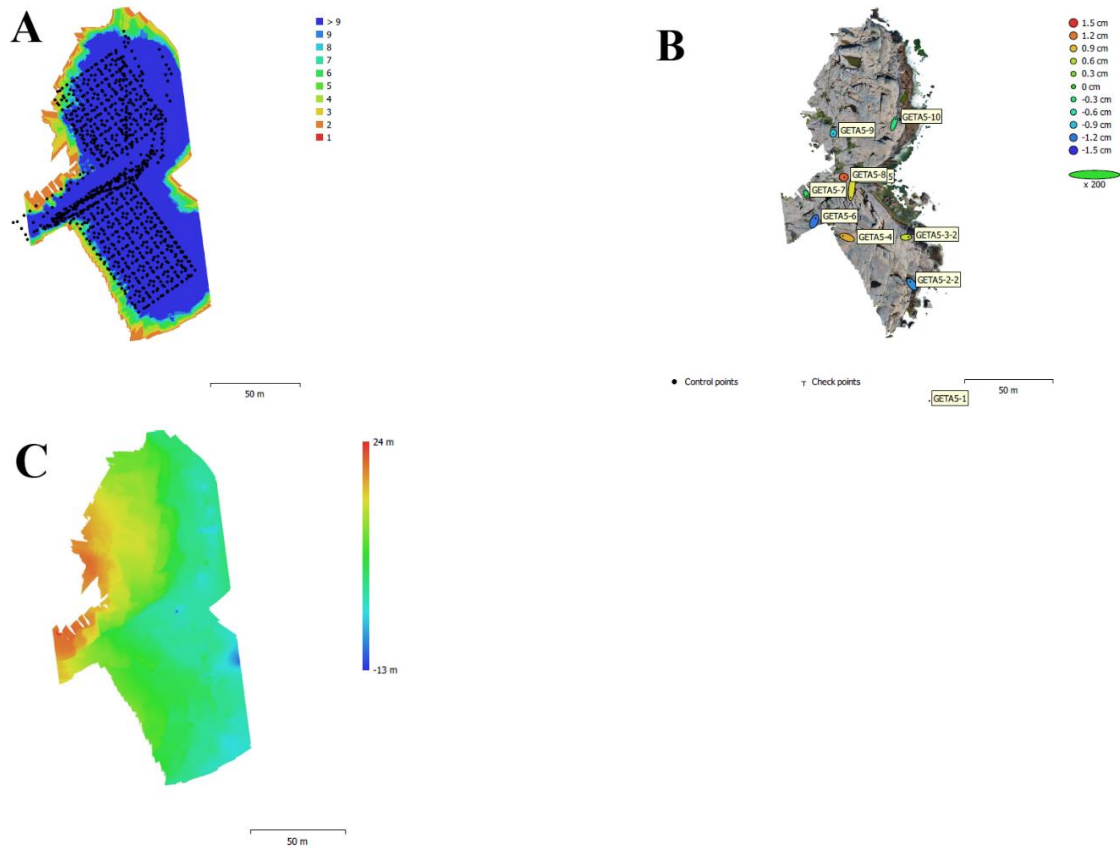 A
> 9
9
8
7
6
5
4
3
2
1
50 m
B
1.5 cm
1.2 cm
0.9 cm
0.6 cm
0.3 cm
0 cm
-0.3 cm
-0.6 cm
-0.9 cm
-1.2 cm
-1.5 cm
x 200
GETA5-10
GETA5-9
GETA5-8
5
GETA5-7
GETA5-6
GETA5-4
GETA5-3-2
GETA5-2-2
Control points
Check points
50 m
GETA5-1
C
24 m
-13 m
50 m